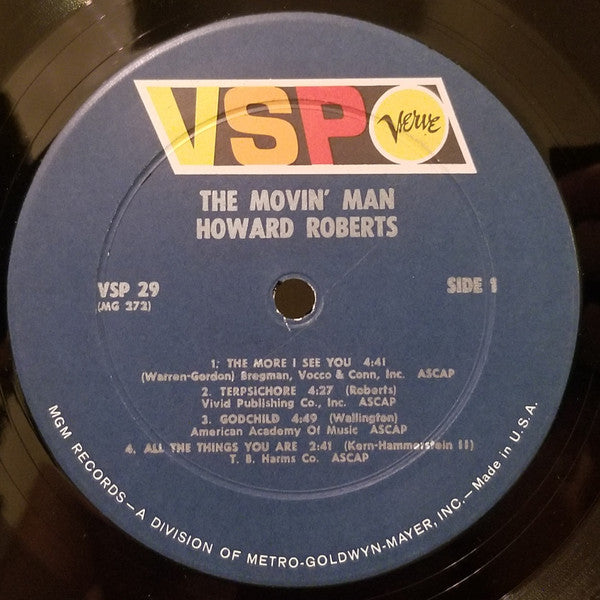 VSP Verve
THE MOVIN' MAN
HOWARD ROBERTS
VSP 29
(MG 272)
SIDE 1
1. THE MORE I SEE YOU 4:41
(Warren-Gordon) Bregman, Vocco & Conn, Inc. ASCAP
2. TERPSICHORE 4:27 (Roberts)
Vivid Publishing Co., Inc. ASCAP
3. GODCHILD 4:49 (Wallington)
American Academy Of Music ASCAP
4. ALL THE THINGS YOU ARE 2:41 (Kern-Hammerstein II)
T. B. Harms Co. ASCAP
MGM RECORDS—A DIVISION OF METRO-GOLDWYN-MAYER, INC.—Made in U.S.A.